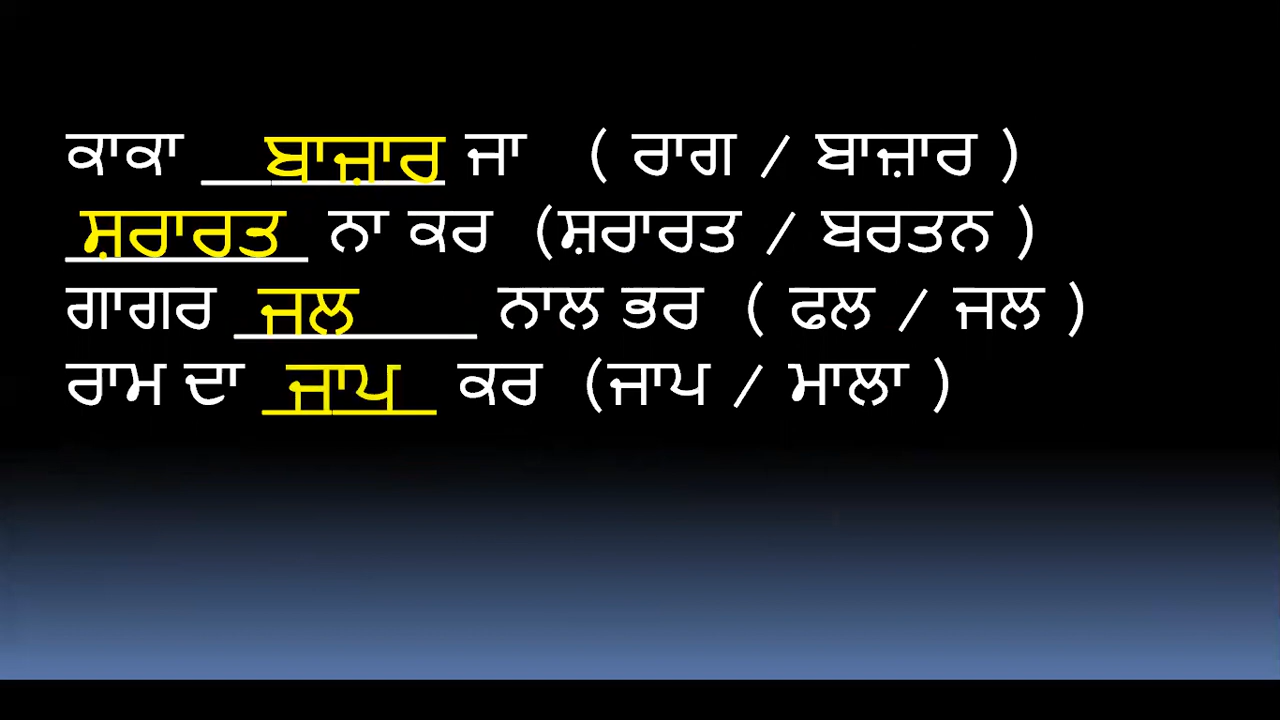 ਕਾਕਾ ਬਾਜ਼ਾਰ ਜਾ ( ਰਾਗ / ਬਾਜ਼ਾਰ )
ਸ਼ਰਾਰਤ ਨਾ ਕਰ (ਸ਼ਰਾਰਤ / ਬਰਤਨ )
ਗਾਗਰ ਜਲ ਨਾਲ ਭਰ ( ਫਲ / ਜਲ )
ਰਾਮ ਦਾ ਜਾਪ ਕਰ (ਜਾਪ / ਮਾਲਾ )